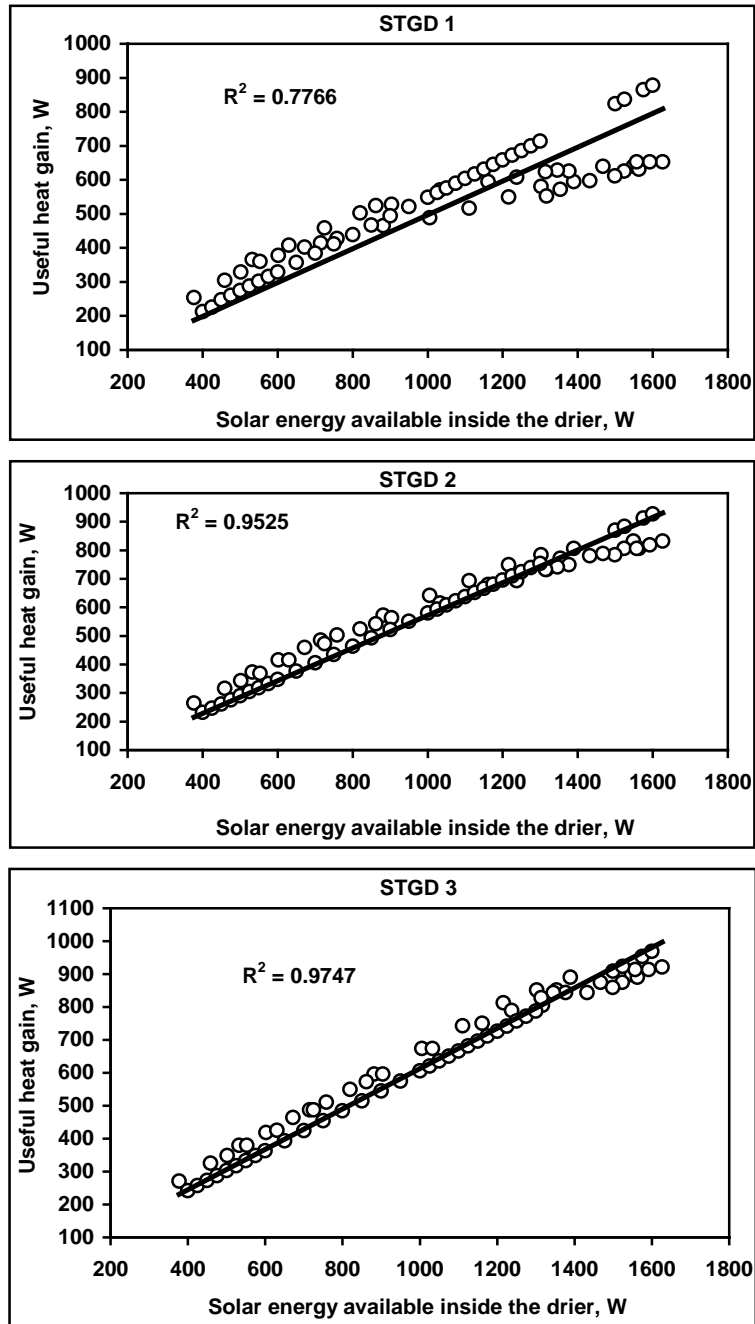 STGD 1
1000
900
800
700
600
500
400
300
200
100
Useful heat gain, W
R² = 0.7766
200 400 600 800 1000 1200 1400 1600 1800
Solar energy available inside the drier, W
STGD 2
1000
900
800
700
600
500
400
300
200
100
Useful heat gain, W
R² = 0.9525
200 400 600 800 1000 1200 1400 1600 1800
Solar energy available inside the drier, W
STGD 3
1100
1000
900
800
700
600
500
400
300
200
100
Useful heat gain, W
R² = 0.9747
200 400 600 800 1000 1200 1400 1600 1800
Solar energy available inside the drier, W